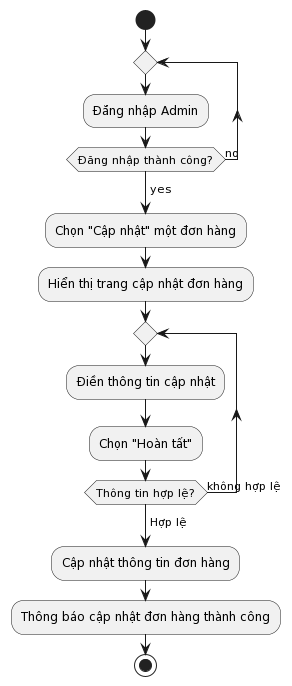 Đăng nhập Admin
Đăng nhập thành công?
no
yes
Chọn "Cập nhật" một đơn hàng
Hiển thị trang cập nhật đơn hàng
Điền thông tin cập nhật
Chọn "Hoàn tất"
Thông tin hợp lệ?
không hợp lệ
Hợp lệ
Cập nhật thông tin đơn hàng
Thông báo cập nhật đơn hàng thành công